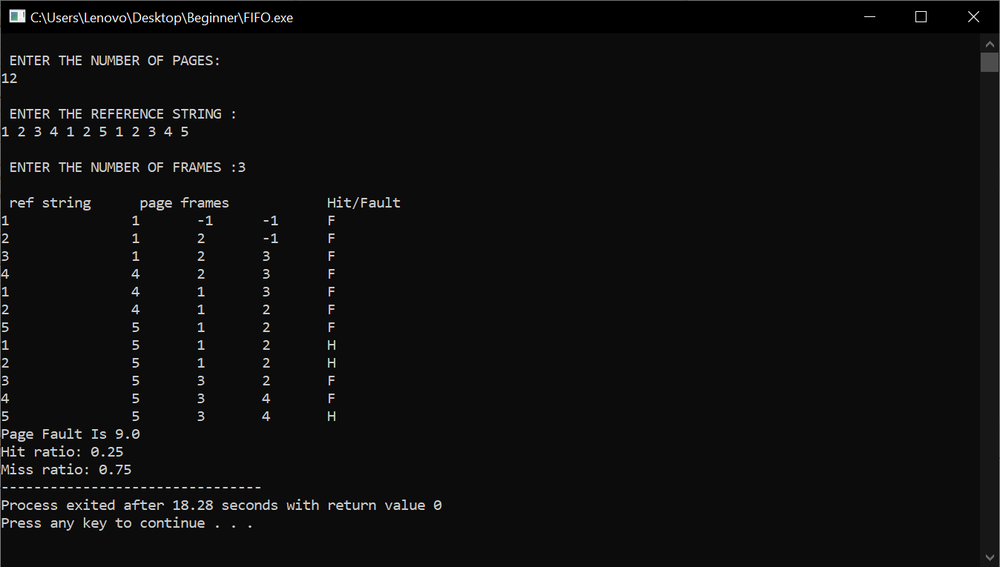 C:\Users\Lenovo\Desktop\Beginner\FIFO.exe
ENTER THE NUMBER OF PAGES:
12
ENTER THE REFERENCE STRING :
1 2 3 4 1 2 5 1 2 3 4 5
ENTER THE NUMBER OF FRAMES :3
ref string page frames Hit/Fault
1 1 -1 -1 F
2 1 2 -1 F
3 1 2 3 F
4 4 2 3 F
1 4 1 3 F
2 4 1 2 F
5 5 1 2 F
1 5 1 2 H
2 5 1 2 H
3 5 3 2 F
4 5 3 4 F
5 5 3 4 H
Page Fault Is 9.0
Hit ratio: 0.25
Miss ratio: 0.75
--------------------------------
Process exited after 18.28 seconds with return value 0
Press any key to continue . . .